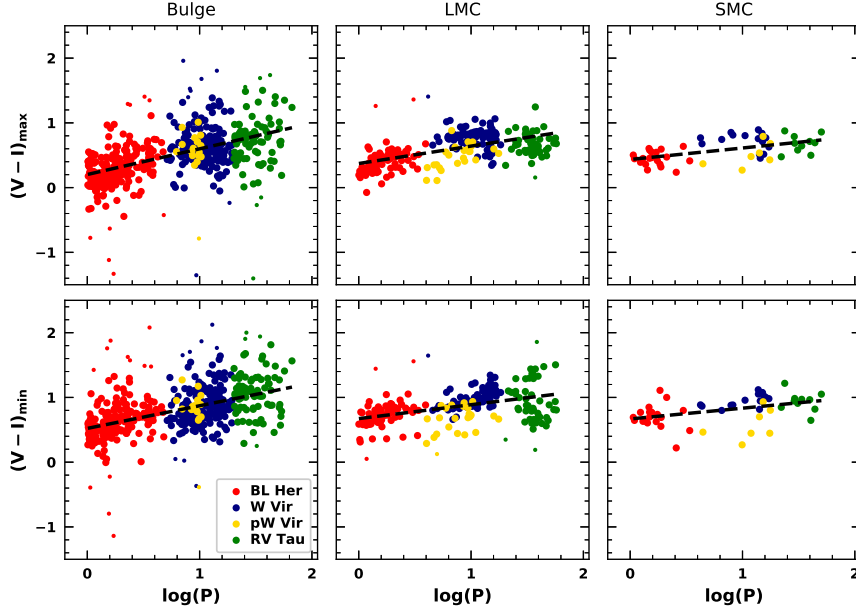 Bulge LMC SMC
2
1
0
−1
(V − I)max
2
1
0
−1
(V − I)min
BL Her
W Vir
pW Vir
RV Tau
0 1 2 0 1 2 0 1 2
log(P) log(P) log(P)